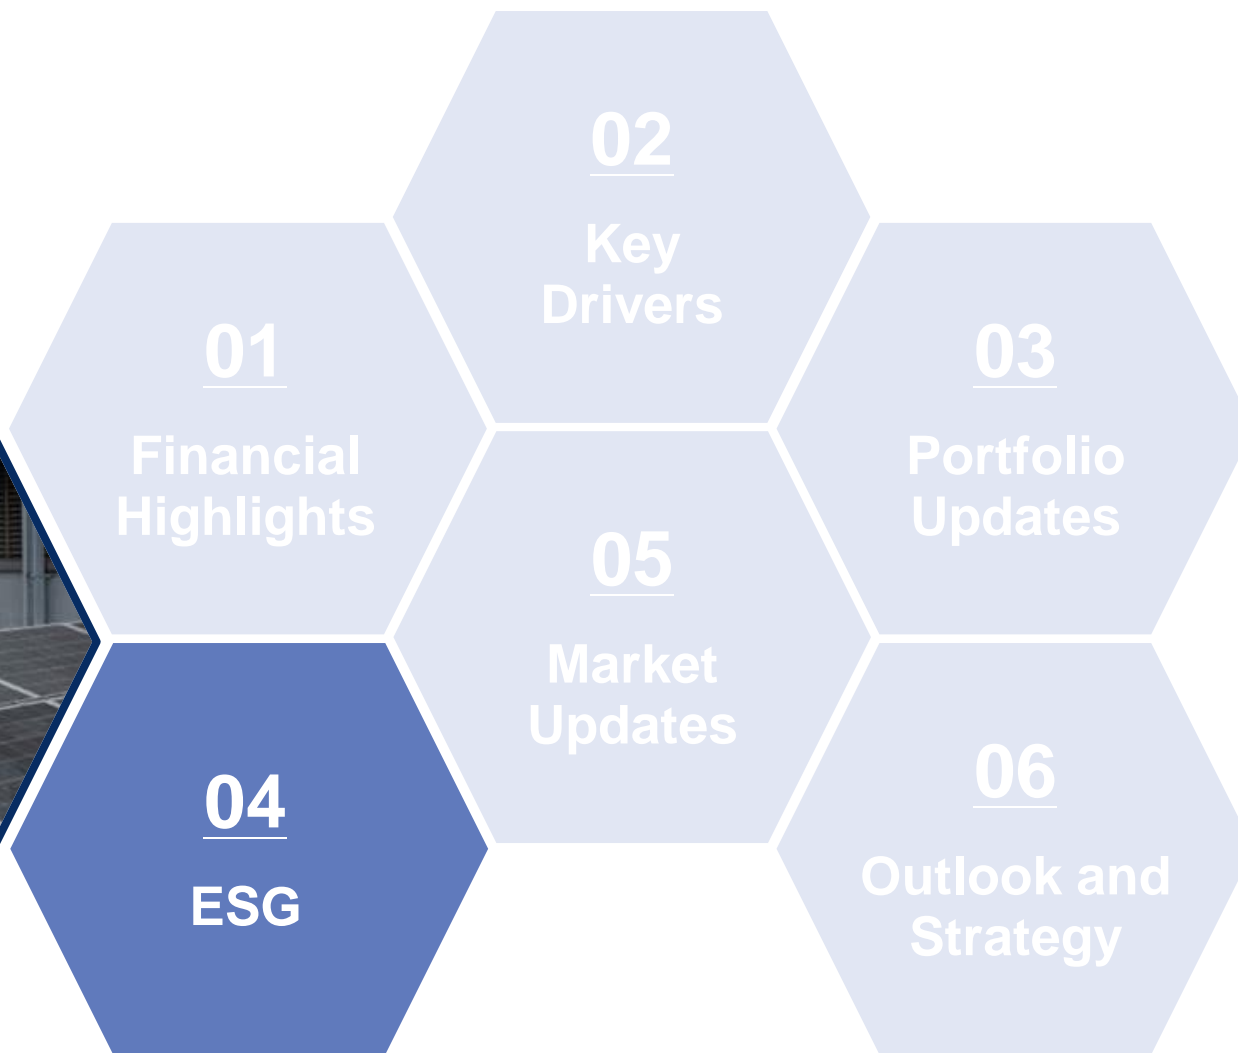 01
Financial
Highlights
02
Key
Drivers
03
Portfolio
Updates
04
ESG
05
Market
Updates
06
Outlook and
Strategy